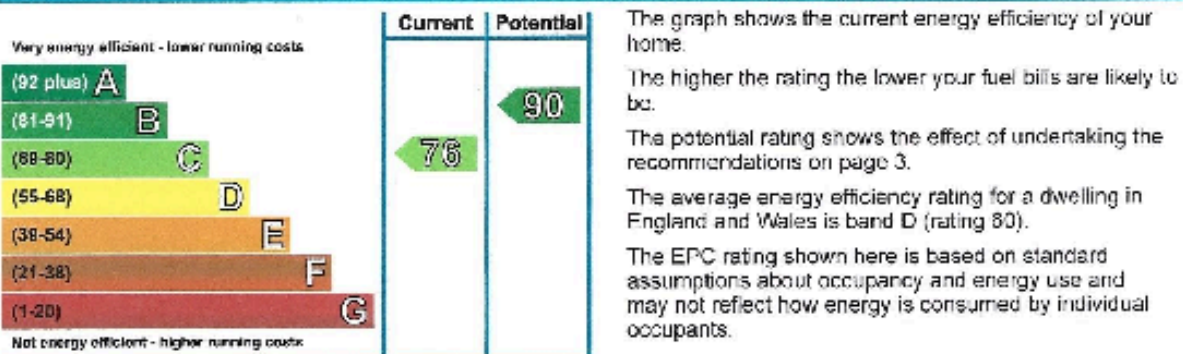 Current Potential
Very energy efficient - lower running costs
(92 plus) A
(81-91) B
90
(69-80) C
76
(55-68) D
(39-54) E
(21-38) F
(1-20) G
Not energy efficient - higher running costs
The graph shows the current energy efficiency of your
home.
The higher the rating the lower your fuel bills are likely to
be.
The potential rating shows the effect of undertaking the
recommendations on page 3.
The average energy efficiency rating for a dwelling in
England and Wales is band D (rating 60).
The EPC rating shown here is based on standard
assumptions about occupancy and energy use and
may not reflect how energy is consumed by individual
occupants.